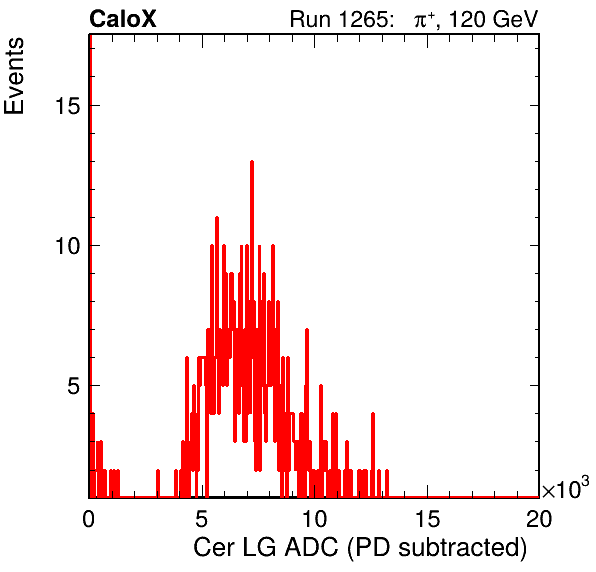 CaloX Run 1265: π⁺, 120 GeV
Events
15
10
5
0 5 10 15 20 ×10³
Cer LG ADC (PD subtracted)